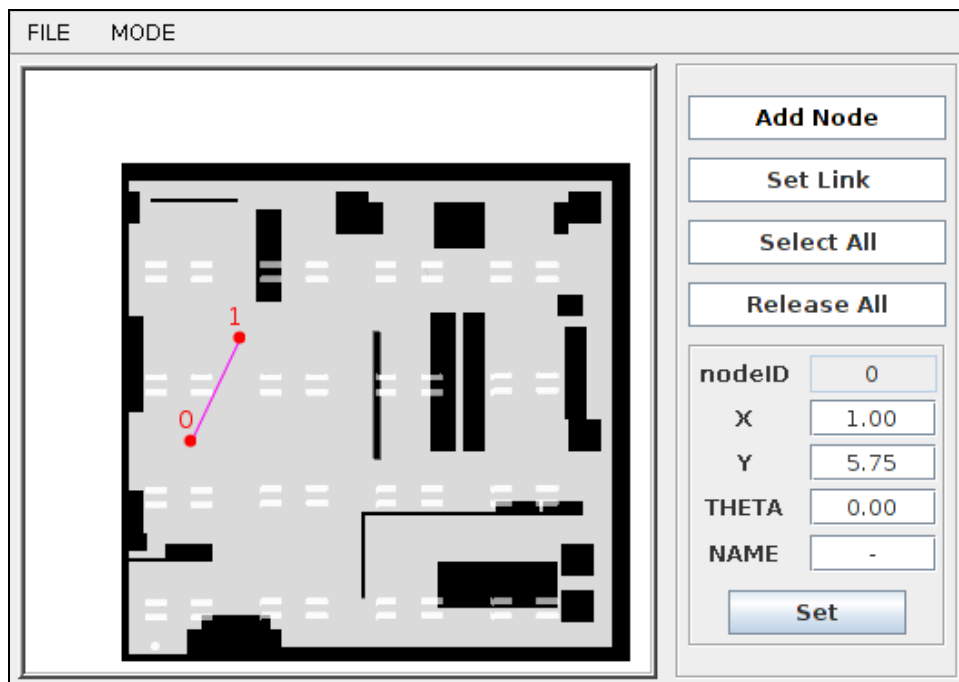 FILE MODE
Add Node
Set Link
Select All
Release All
1
0
nodeID 0
X 1.00
Y 5.75
THETA 0.00
NAME -
Set